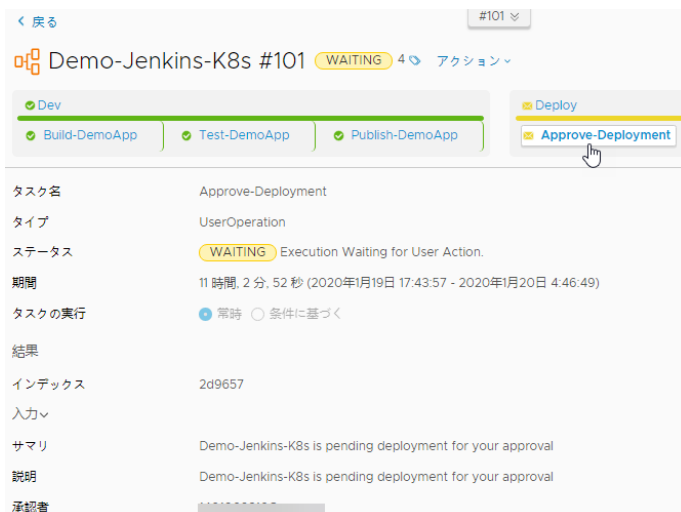 戻る
#101
Demo-Jenkins-K8s #101 WAITING 4 アクション
Dev
Deploy
Build-DemoApp Test-DemoApp Publish-DemoApp Approve-Deployment
タスク名 Approve-Deployment
タイプ UserOperation
ステータス WAITING Execution Waiting for User Action.
期間 11 時間, 2 分, 52 秒 (2020年1月19日 17:43:57 - 2020年1月20日 4:46:49)
タスクの実行 常時 条件に基づく
結果
インデックス 2d9657
入力
サマリ Demo-Jenkins-K8s is pending deployment for your approval
説明 Demo-Jenkins-K8s is pending deployment for your approval
承認者